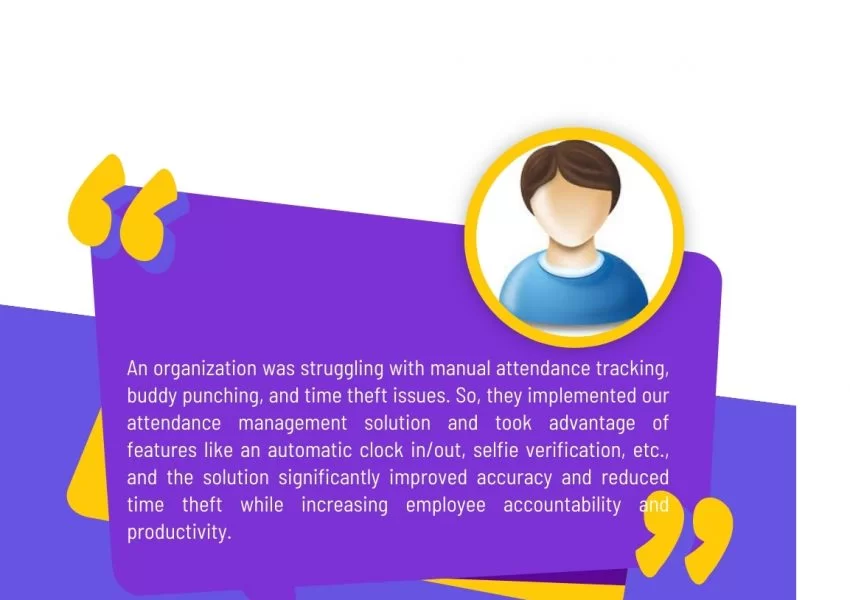 An organization was struggling with manual attendance tracking,
buddy punching, and time theft issues. So, they implemented our
attendance management solution and took advantage of
features like an automatic clock in/out, selfie verification, etc.,
and the solution significantly improved accuracy and reduced
time theft while increasing employee accountability and
productivity.